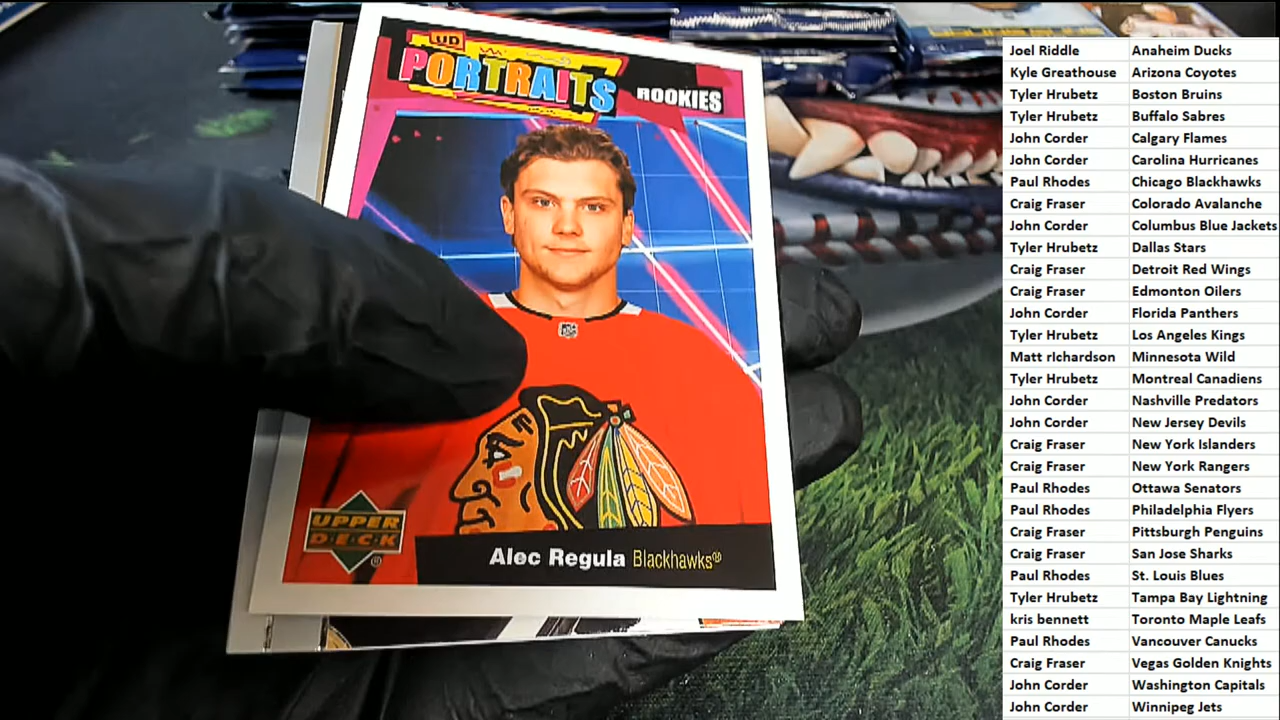 UD
PORTRAITS
ROOKIES
UPPER
D·E·C·K
®
Alec Regula Blackhawks®
Joel Riddle Anaheim Ducks
Kyle Greathouse Arizona Coyotes
Tyler Hrubetz Boston Bruins
Tyler Hrubetz Buffalo Sabres
John Corder Calgary Flames
John Corder Carolina Hurricanes
Paul Rhodes Chicago Blackhawks
Craig Fraser Colorado Avalanche
John Corder Columbus Blue Jackets
Tyler Hrubetz Dallas Stars
Craig Fraser Detroit Red Wings
Craig Fraser Edmonton Oilers
John Corder Florida Panthers
Tyler Hrubetz Los Angeles Kings
Matt rIchardson Minnesota Wild
Tyler Hrubetz Montreal Canadiens
John Corder Nashville Predators
John Corder New Jersey Devils
Craig Fraser New York Islanders
Craig Fraser New York Rangers
Paul Rhodes Ottawa Senators
Paul Rhodes Philadelphia Flyers
Craig Fraser Pittsburgh Penguins
Craig Fraser San Jose Sharks
Paul Rhodes St. Louis Blues
Tyler Hrubetz Tampa Bay Lightning
kris bennett Toronto Maple Leafs
Paul Rhodes Vancouver Canucks
Craig Fraser Vegas Golden Knights
John Corder Washington Capitals
John Corder Winnipeg Jets